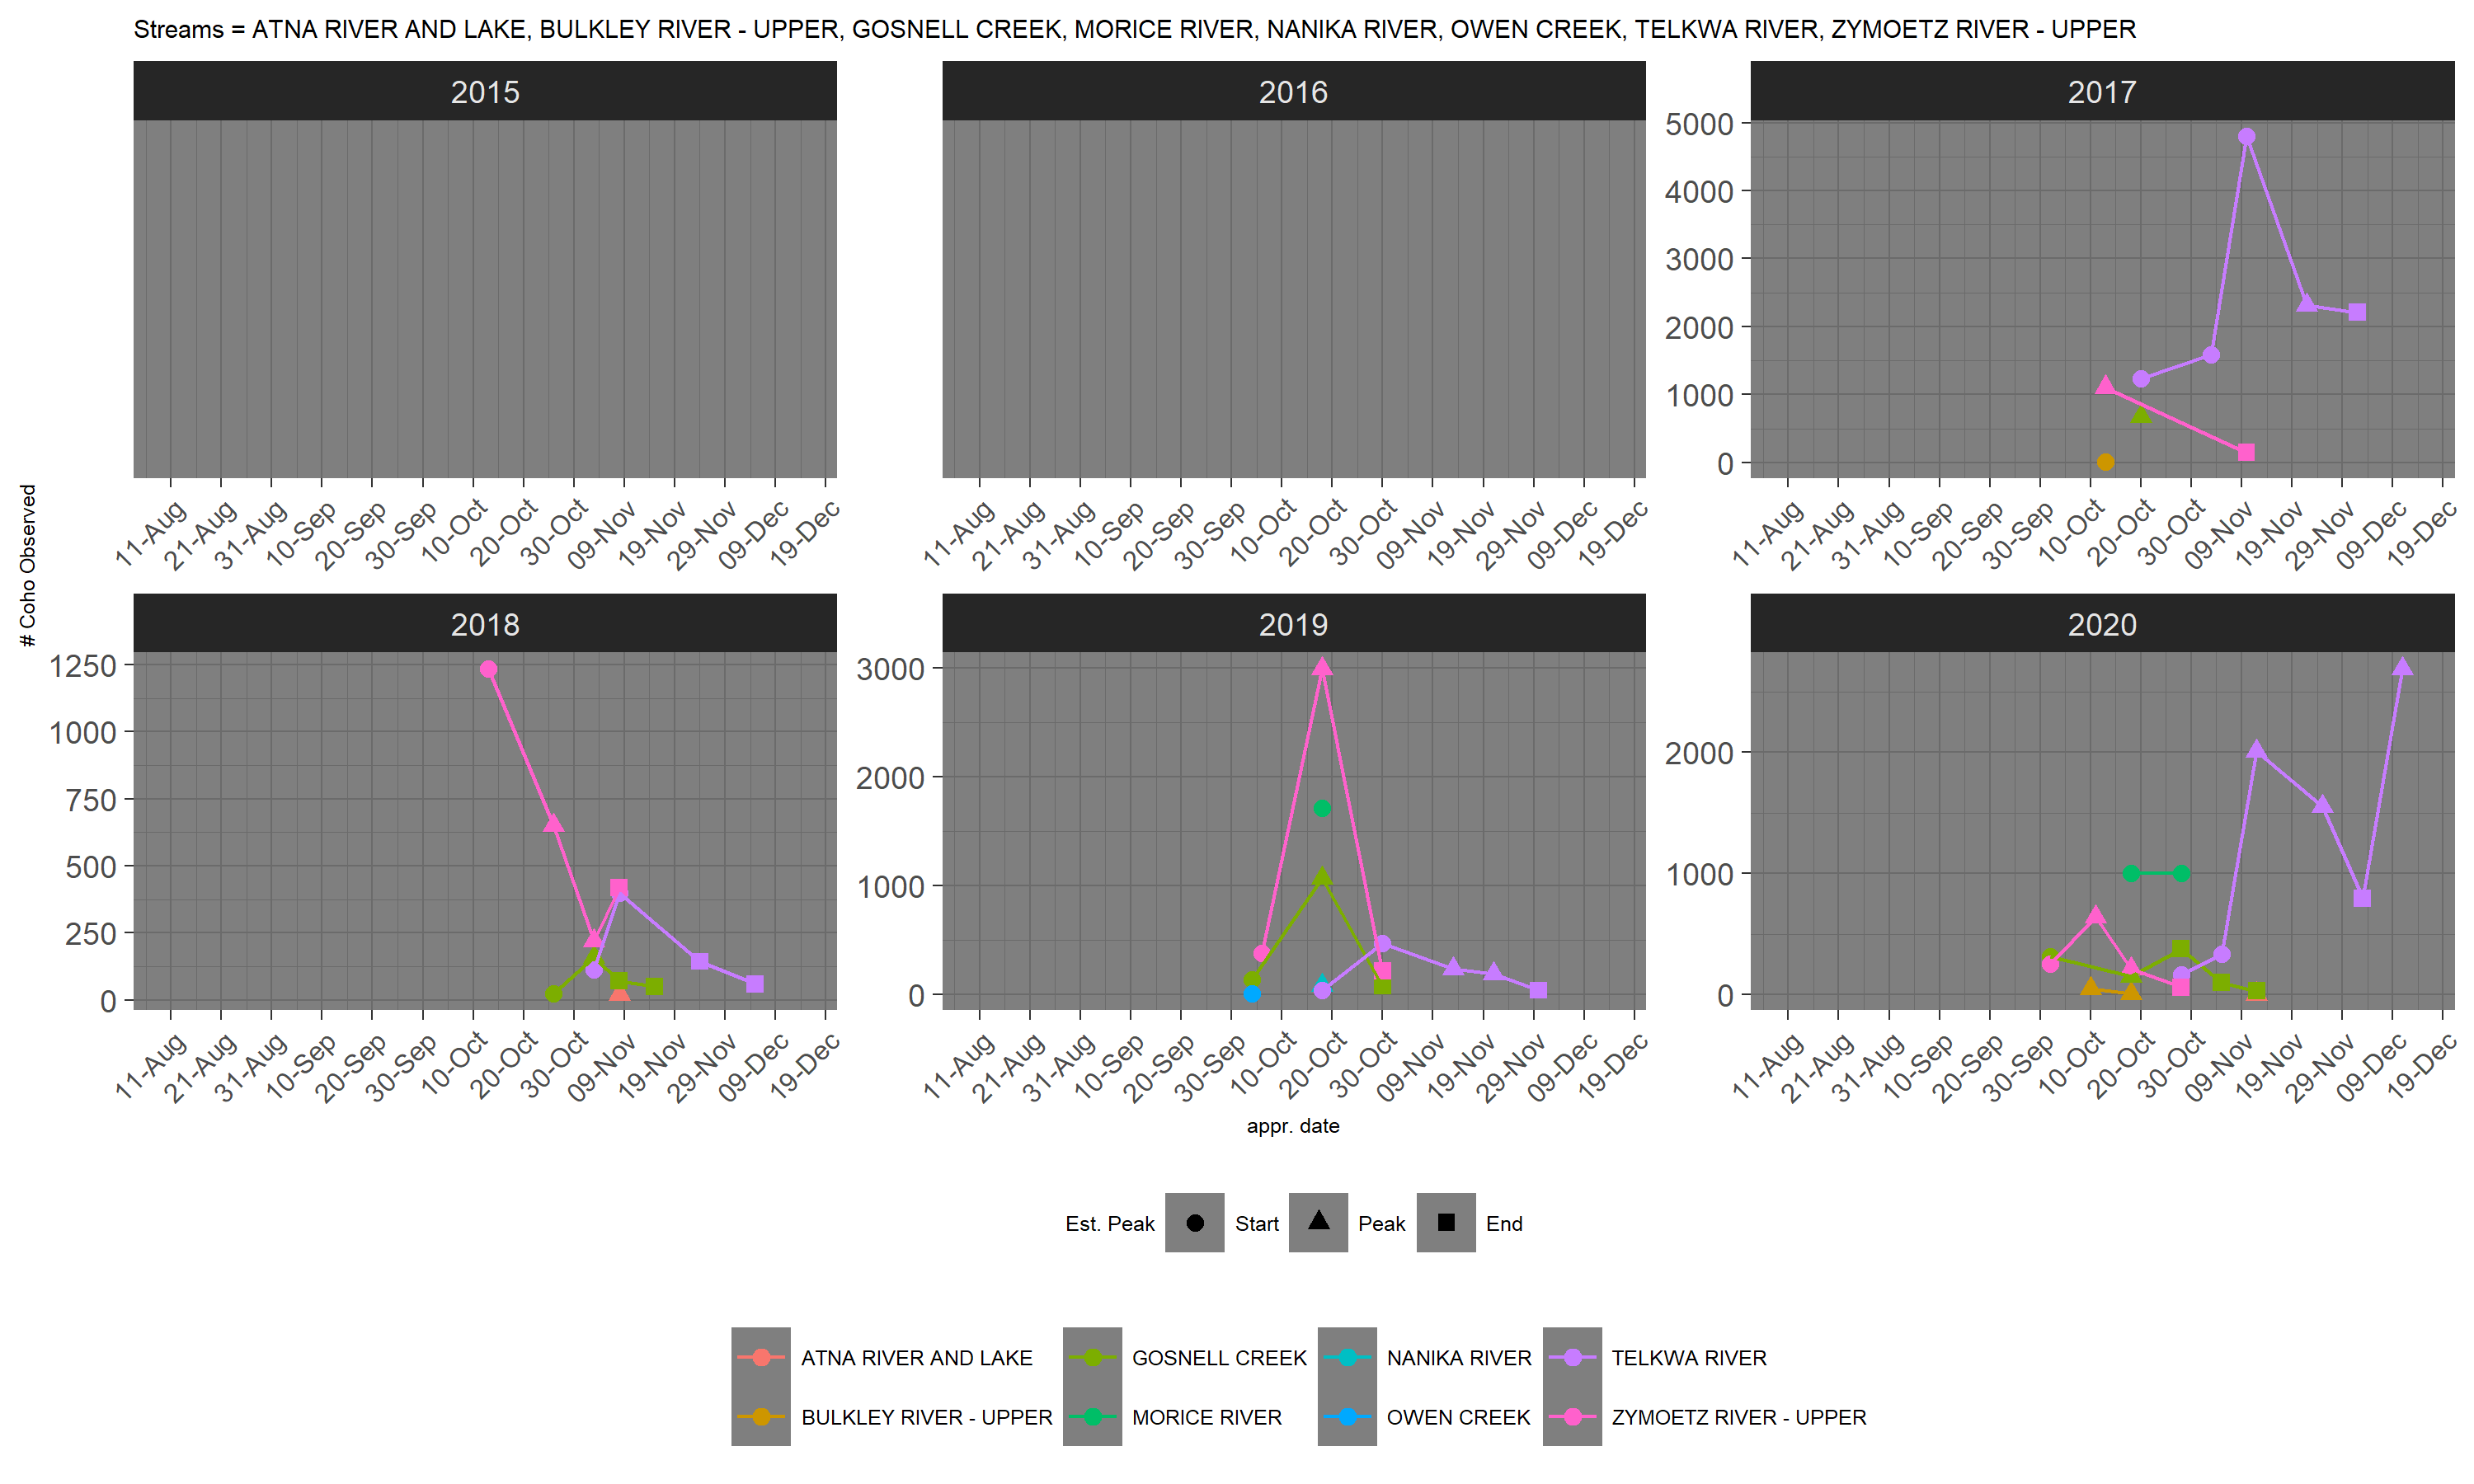 Streams = ATNA RIVER AND LAKE, BULKLEY RIVER - UPPER, GOSNELL CREEK, MORICE RIVER, NANIKA RIVER, OWEN CREEK, TELKWA RIVER, ZYMOETZ RIVER - UPPER
2015
2016
2017
5000
4000
3000
2000
1000
0
11-Aug 21-Aug 31-Aug 10-Sep 20-Sep 30-Sep 10-Oct 20-Oct 30-Oct 09-Nov 19-Nov 29-Nov 09-Dec 19-Dec
11-Aug 21-Aug 31-Aug 10-Sep 20-Sep 30-Sep 10-Oct 20-Oct 30-Oct 09-Nov 19-Nov 29-Nov 09-Dec 19-Dec
11-Aug 21-Aug 31-Aug 10-Sep 20-Sep 30-Sep 10-Oct 20-Oct 30-Oct 09-Nov 19-Nov 29-Nov 09-Dec 19-Dec
# Coho Observed
2018
1250
1000
750
500
250
0
11-Aug 21-Aug 31-Aug 10-Sep 20-Sep 30-Sep 10-Oct 20-Oct 30-Oct 09-Nov 19-Nov 29-Nov 09-Dec 19-Dec
2019
3000
2000
1000
0
11-Aug 21-Aug 31-Aug 10-Sep 20-Sep 30-Sep 10-Oct 20-Oct 30-Oct 09-Nov 19-Nov 29-Nov 09-Dec 19-Dec
2020
2000
1000
0
11-Aug 21-Aug 31-Aug 10-Sep 20-Sep 30-Sep 10-Oct 20-Oct 30-Oct 09-Nov 19-Nov 29-Nov 09-Dec 19-Dec
appr. date
Est. Peak Start Peak End
ATNA RIVER AND LAKE GOSNELL CREEK NANIKA RIVER TELKWA RIVER
BULKLEY RIVER - UPPER MORICE RIVER OWEN CREEK ZYMOETZ RIVER - UPPER